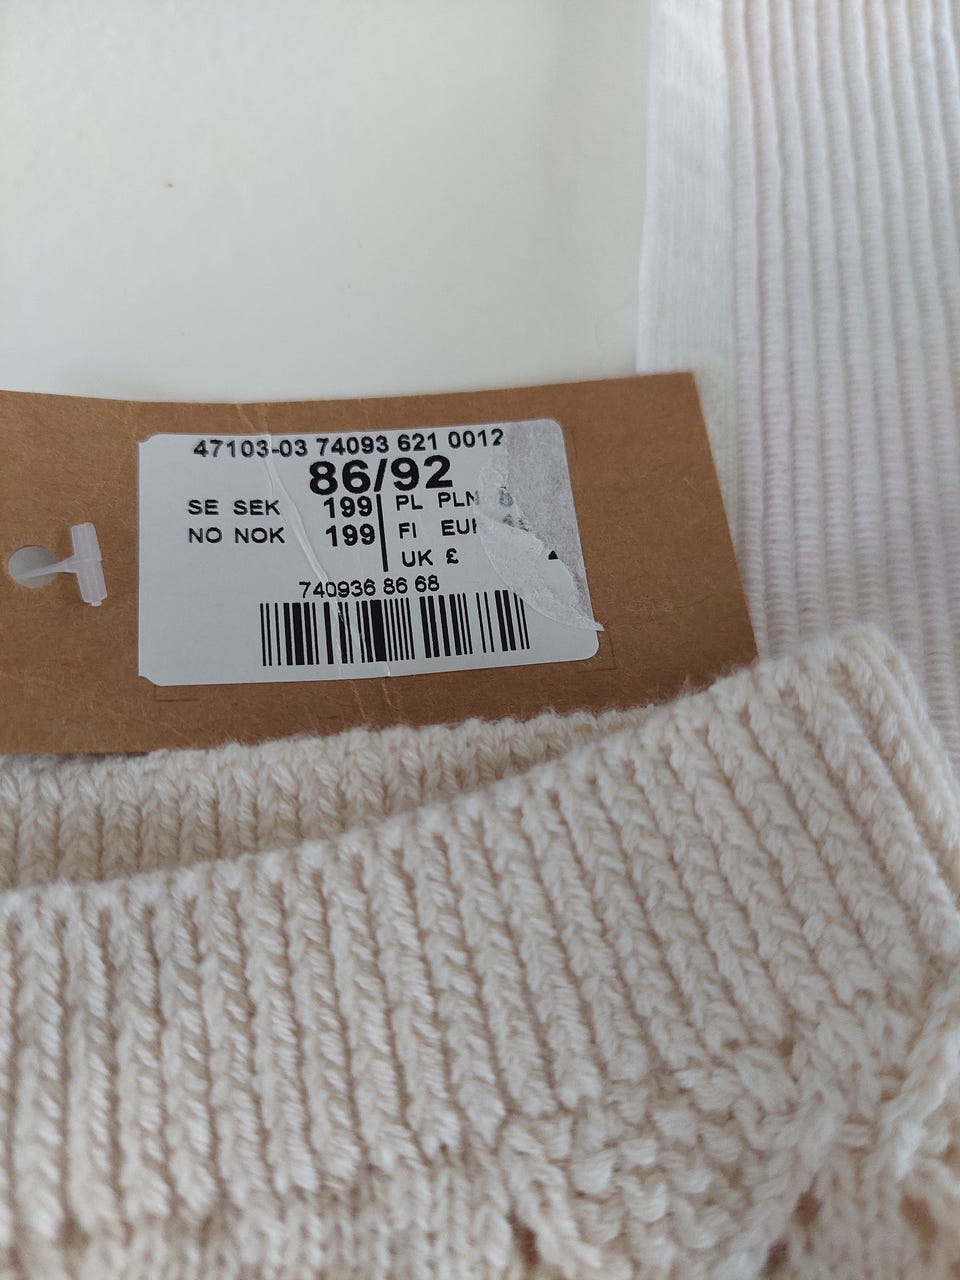 47103-03 74093 621 0012
86/92
SE SEK 199 PL PLN
NO NOK 199 FI
UK £
740936 86 68